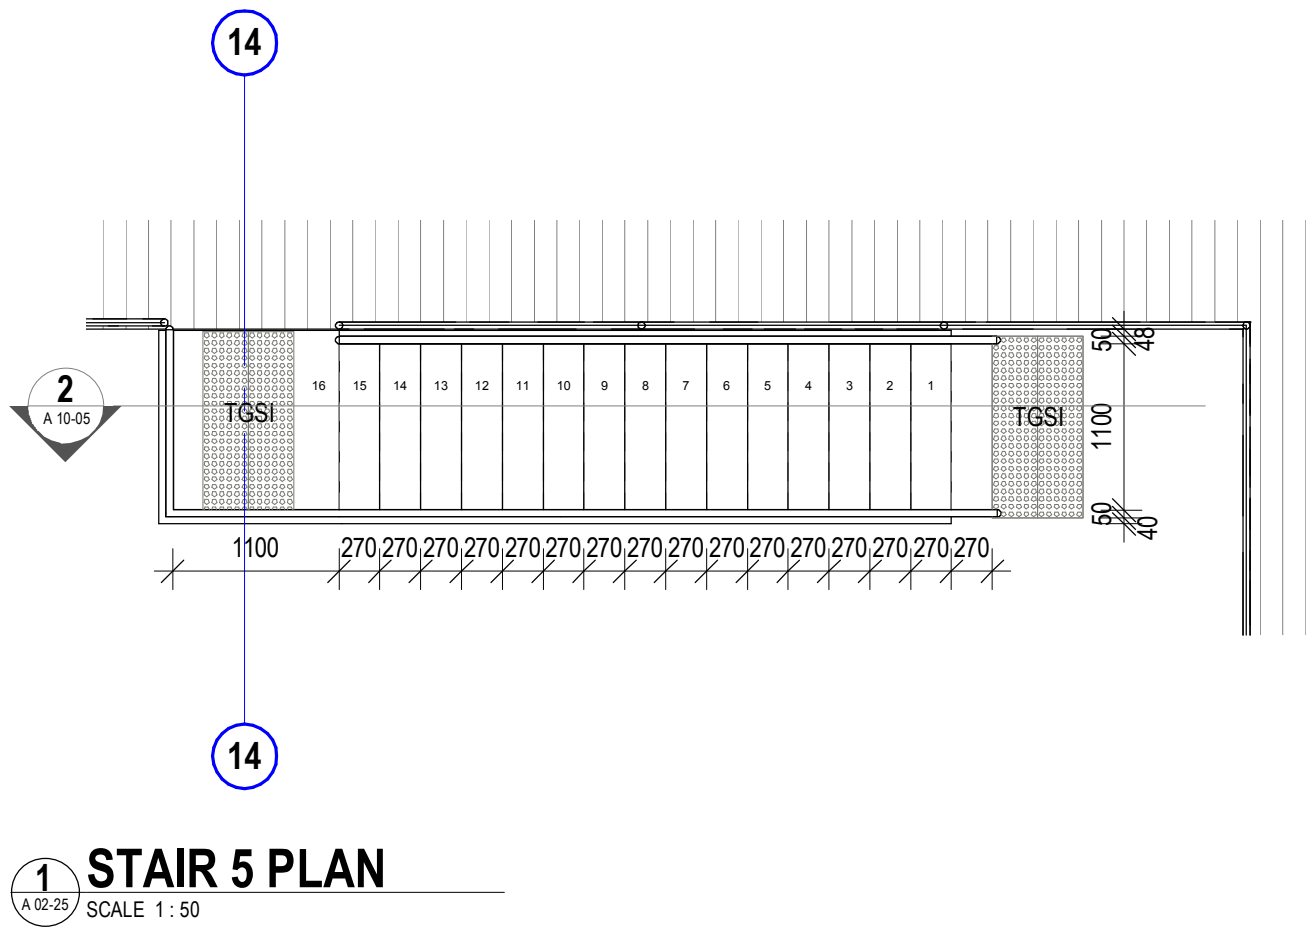 14
50
48
16 15 14 13 12 11 10 9 8 7 6 5 4 3 2 1
2
A 10-05
TGSI
TGSI
1100
50
40
1100 270 270 270 270 270 270 270 270 270 270 270 270 270 270 270 270
14
1
A 02-25
STAIR 5 PLAN
SCALE 1 : 50